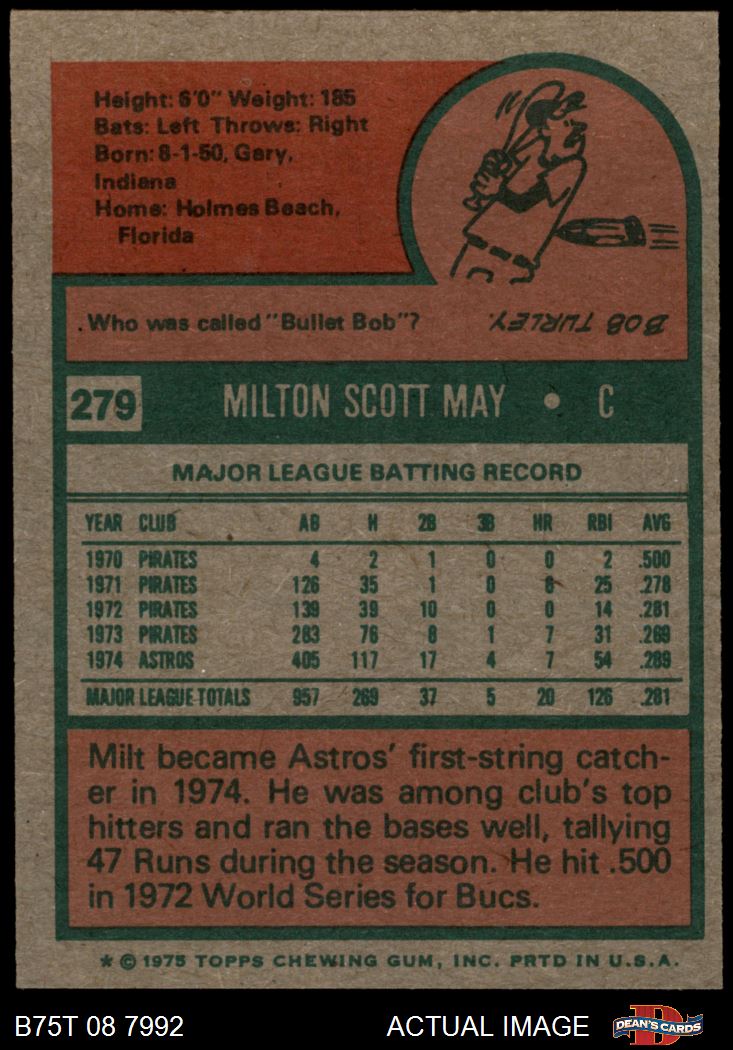 Height: 6'0" Weight: 185
Bats: Left Throws: Right
Born: 8-1-50, Gary,
Indiana
Home: Holmes Beach,
Florida
.Who was called "Bullet Bob"?
BOB TURLEY.
279 MILTON SCOTT MAY • C
MAJOR LEAGUE BATTING RECORD
YEAR CLUB AB H 2B 3B HR RBI AVG
1970 PIRATES 4 2 1 0 0 2 .500
1971 PIRATES 126 35 1 0 6 25 .278
1972 PIRATES 139 39 10 0 0 14 .281
1973 PIRATES 283 76 8 1 7 31 .269
1974 ASTROS 405 117 17 4 7 54 .289
MAJOR LEAGUE TOTALS 957 269 37 5 20 126 .281
Milt became Astros' first-string catch-
er in 1974. He was among club's top
hitters and ran the bases well, tallying
47 Runs during the season. He hit .500
in 1972 World Series for Bucs.
* © 1975 TOPPS CHEWING GUM, INC. PRTD IN U.S.A.
B75T 08 7992 ACTUAL IMAGE D DEAN'S CARDS